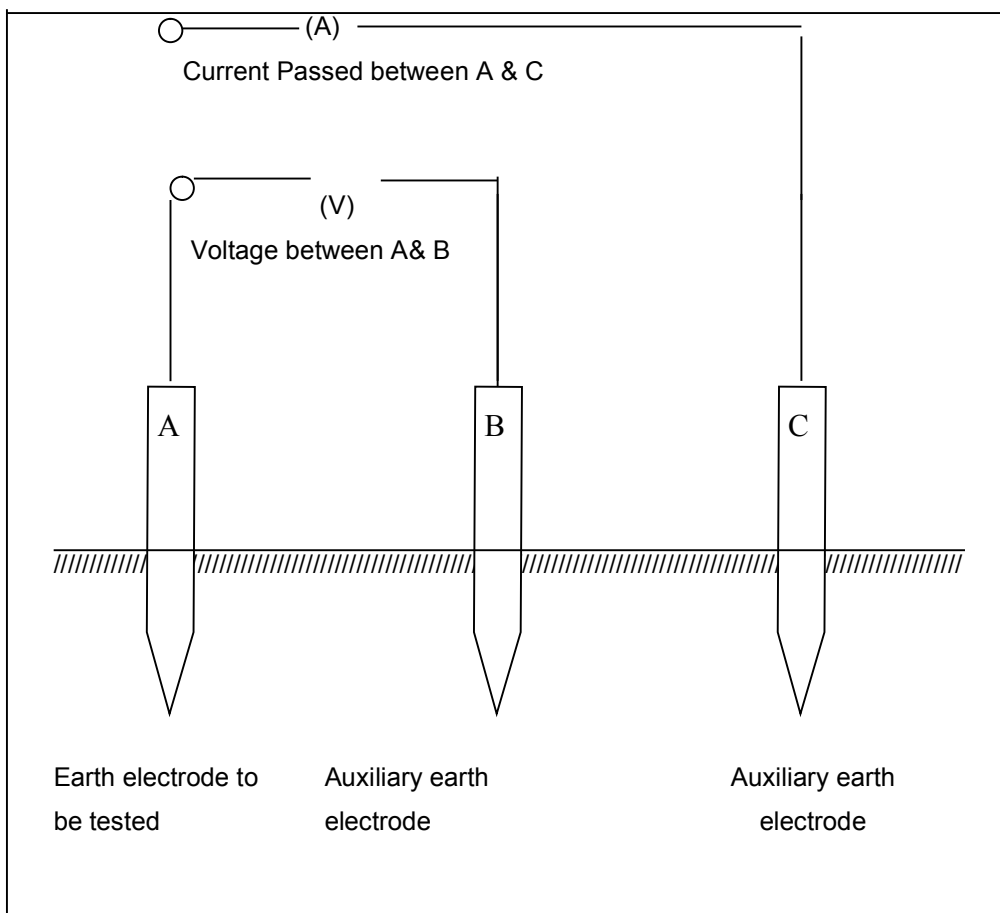 (A)
Current Passed between A & C
(V)
Voltage between A& B
A B C
Earth electrode to Auxiliary earth Auxiliary earth
be tested electrode electrode